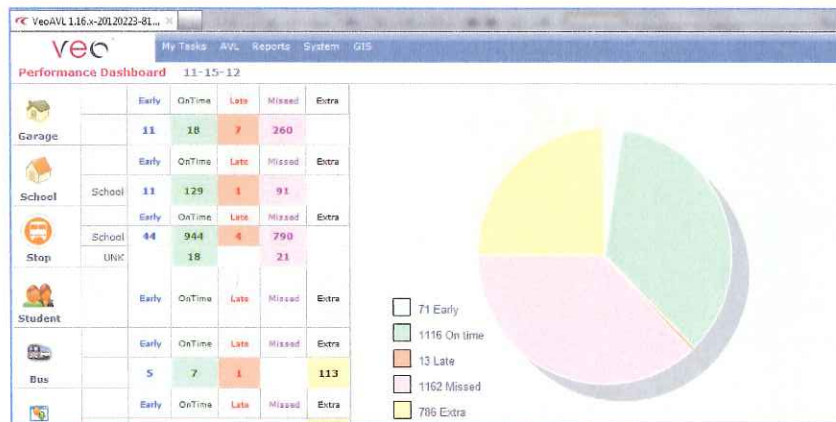 VeoAVL 1.16.x-20120223-81...
veo
My Tasks AVL Reports System GIS
Performance Dashboard 11-15-12
Early OnTime Late Missed Extra
Garage 11 18 7 260
Early OnTime Late Missed Extra
School School 11 129 1 91
Early OnTime Late Missed Extra
School 44 944 4 790
Stop UNK 18 21
Early OnTime Late Missed Extra
Student
Early OnTime Late Missed Extra
Bus 5 7 1 113
Early OnTime Late Missed Extra
71 Early
1116 On time
13 Late
1162 Missed
786 Extra